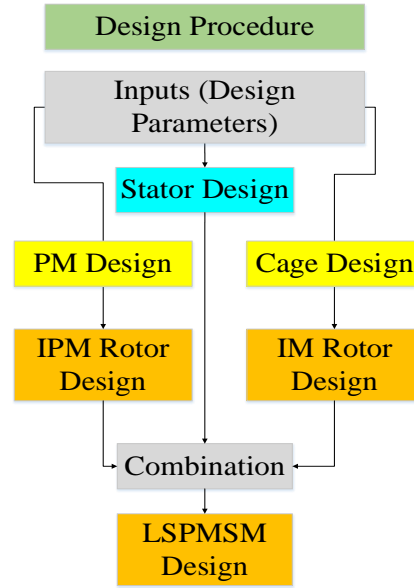 Design Procedure
Inputs (Design
Parameters)
Stator Design
PM Design
Cage Design
IPM Rotor
Design
IM Rotor
Design
Combination
LSPMSM
Design